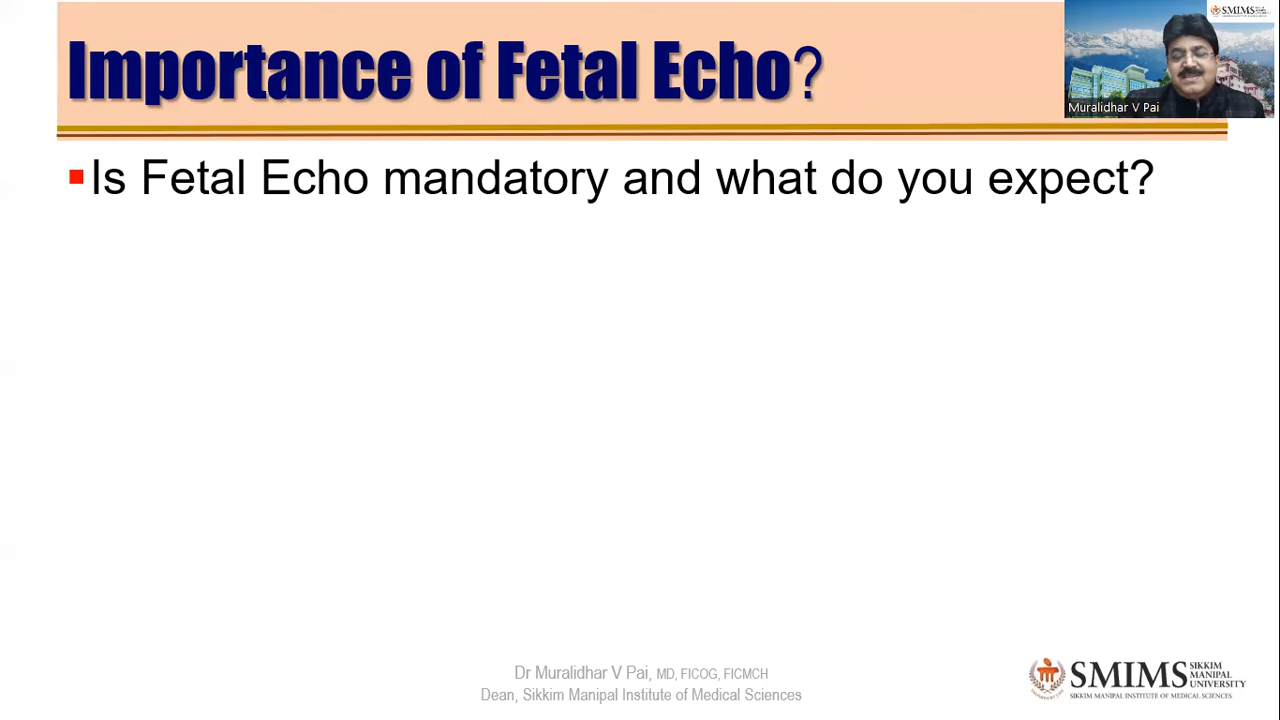 Importance of Fetal Echo?
SMIMS
Muralidhar V Pai
Is Fetal Echo mandatory and what do you expect?
Dr Muralidhar V Pai, MD, FICOG, FICMCH
Dean, Sikkim Manipal Institute of Medical Sciences
SMIMS SIKKIM MANIPAL UNIVERSITY
SIKKIM MANIPAL INSTITUTE OF MEDICAL SCIENCES